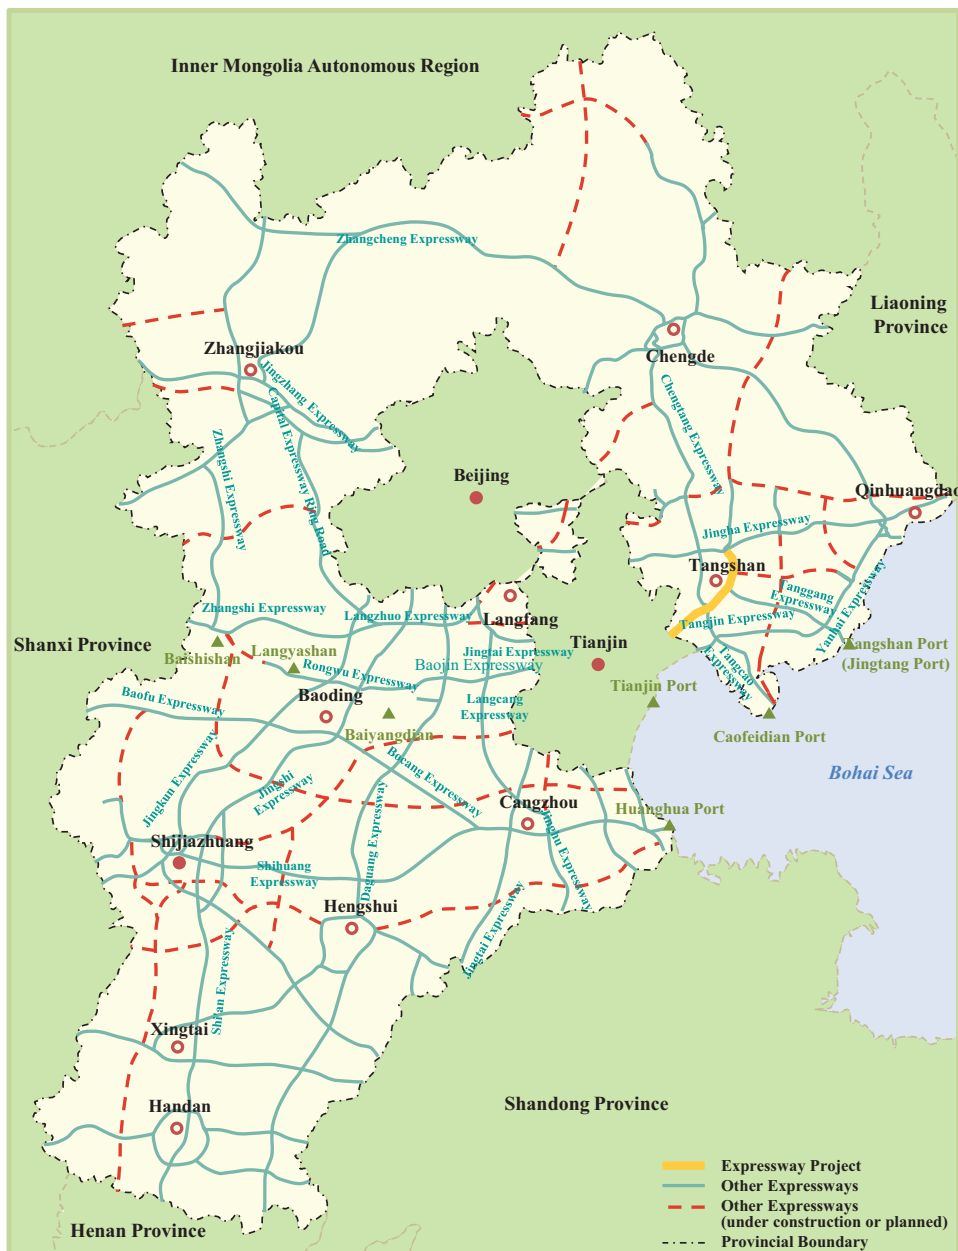 Inner Mongolia Autonomous Region
Zhangcheng Expressway
Liaoning
Province
Zhangjiakou
Chengde
Jingzhang Expressway
Capital Expressway Ring Road
Chengtang Expressway
Zhangshi Expressway
Beijing
Qinhuangdao
Jingha Expressway
Tangshan
Tanggang
Expressway
Yanhai Expressway
Zhangshi Expressway
Langzhuo Expressway
Langfang
Tangjin Expressway
Shanxi Province
Baishishan
Langyashan
Jingtai Expressway
Tianjin
Tangshan Port
(Jingtang Port)
Rongwu Expressway
Baojin Expressway
Tangcao
Expressway
Baofu Expressway
Baoding
Langcang
Expressway
Tianjin Port
Baiyangdian
Caofeidian Port
Jingkun Expressway
Jingshi
Expressway
Bocang Expressway
Bohai Sea
Daguang Expressway
Cangzhou
Huanghua Port
Shijiazhuang
Shihuang
Expressway
Jinghu Expressway
Hengshui
Jingtai Expressway
Shi'an Expressway
Xingtai
Handan
Shandong Province
Henan Province
Expressway Project
Other Expressways
Other Expressways
(under construction or planned)
Provincial Boundary